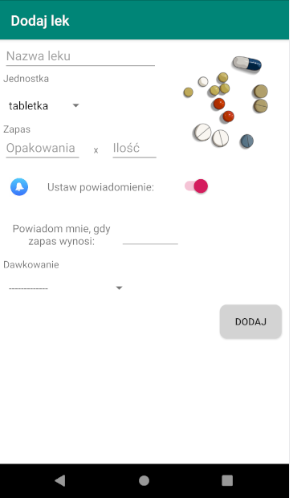 Dodaj lek
Nazwa leku
Jednostka
tabletka
Zapas
Opakowania x Ilość
Ustaw powiadomienie:
Powiadom mnie, gdy
zapas wynosi:
Dawkowanie
-------------
DODAJ